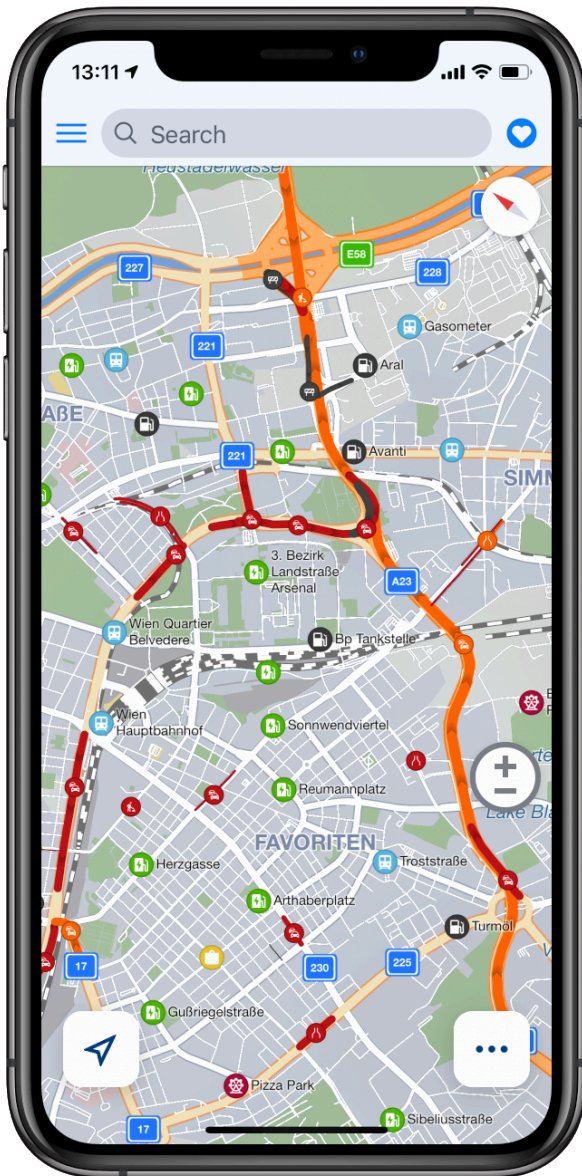 13:11
Search
Heustadelwasser
E58
227
228
Gasometer
221
Aral
AßE
221
Avanti
SIMM
3. Bezirk
Landstraße
Arsenal
A23
Wien Quartier
Belvedere
Bp Tankstelle
Wien
Hauptbahnhof
Sonnwendviertel
Reumannplatz
Lake Bla
FAVORITEN
Troststraße
Herzgasse
Arthaberplatz
Turmöl
17
230
225
Gußriegelstraße
Pizza Park
17
Sibeliusstraße